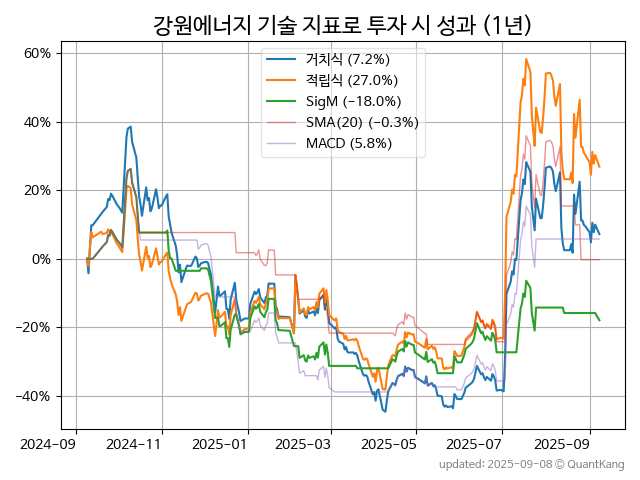 강원에너지 기술 지표로 투자 시 성과 (1년)
거치식 (7.2%)
적립식 (27.0%)
SigM (−18.0%)
SMA(20) (−0.3%)
MACD (5.8%)
60%
40%
20%
0%
−20%
−40%
2024-09 2024-11 2025-01 2025-03 2025-05 2025-07 2025-09
updated: 2025-09-08 © QuantKang